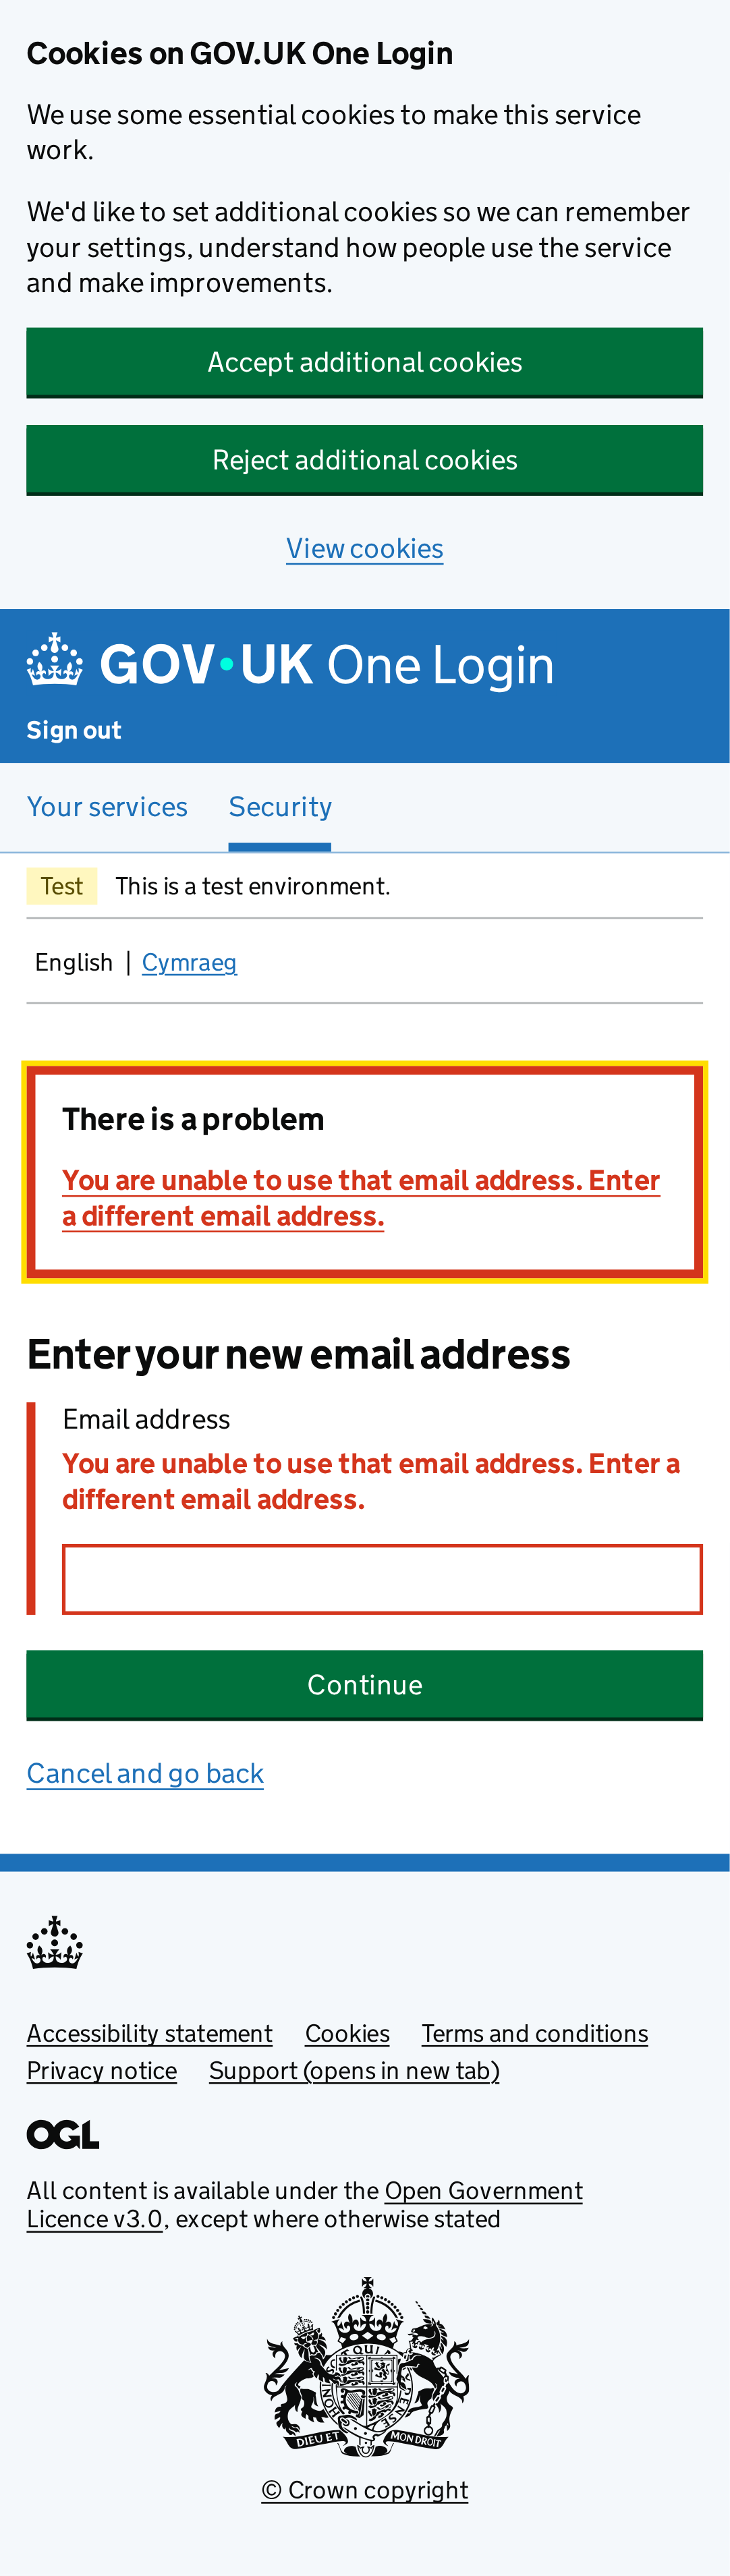 Cookies on GOV.UK One Login
We use some essential cookies to make this service
work.
We'd like to set additional cookies so we can remember
your settings, understand how people use the service
and make improvements.
Accept additional cookies
Reject additional cookies
View cookies
GOV·UK One Login
Sign out
Your services Security
Test This is a test environment.
English | Cymraeg
There is a problem
You are unable to use that email address. Enter
a different email address.
Enter your new email address
Email address
You are unable to use that email address. Enter a
different email address.
Continue
Cancel and go back
Accessibility statement Cookies Terms and conditions
Privacy notice Support (opens in new tab)
OGL
All content is available under the Open Government
Licence v3.0, except where otherwise stated
DIEU ET MON DROIT
© Crown copyright